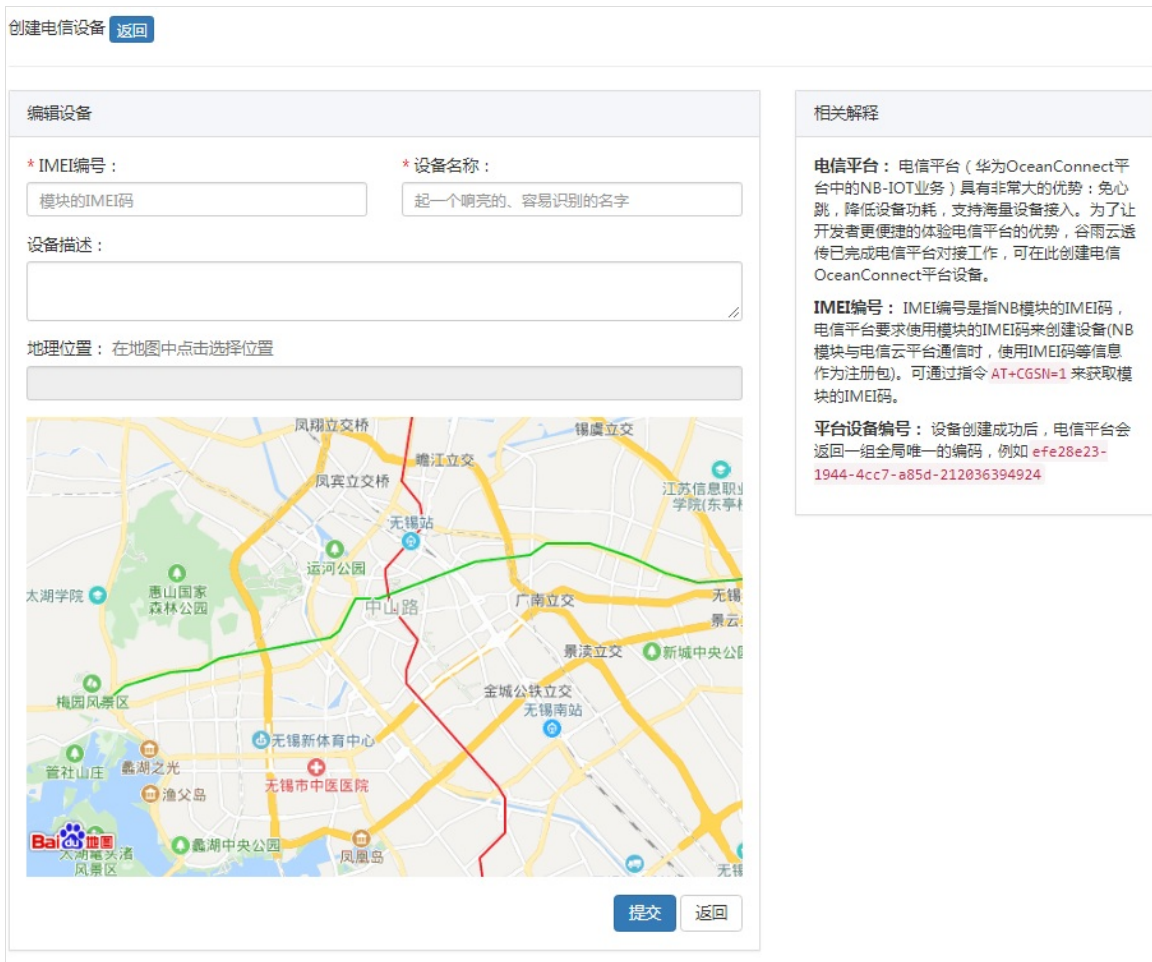 创建电信设备 返回
编辑设备
* IMEI编号：
* 设备名称：
模块的IMEI码
起一个响亮的、容易识别的名字
设备描述：
地理位置：在地图中点击选择位置
凤翔立交桥
锡虞立交
瞻江立交
凤宾立交桥
江苏信息职业
学院(东亭校
无锡站
运河公园
惠山国家
森林公园
太湖学院
中山路
广南立交
无锡
景云
景渎立交
新城中央公园
梅园风景区
金城公铁立交
无锡南站
无锡新体育中心
管社山庄
蠡湖之光
无锡市中医医院
渔父岛
Bai du 地图
太湖鼋头渚
风景区
蠡湖中央公园
凤凰岛
无锡
提交
返回
相关解释
电信平台：电信平台（华为OceanConnect平
台中的NB-IOT业务）具有非常大的优势：免心
跳，降低设备功耗，支持海量设备接入。为了让
开发者更便捷的体验电信平台的优势，谷雨云透
传已完成电信平台对接工作，可在此创建电信
OceanConnect平台设备。
IMEI编号：IMEI编号是指NB模块的IMEI码，
电信平台要求使用模块的IMEI码来创建设备(NB
模块与电信云平台通信时，使用IMEI码等信息
作为注册包)。可通过指令 AT+CGSN=1 来获取模
块的IMEI码。
平台设备编号：设备创建成功后，电信平台会
返回一组全局唯一的编码，例如 efe28e23-
1944-4cc7-a85d-212036394924